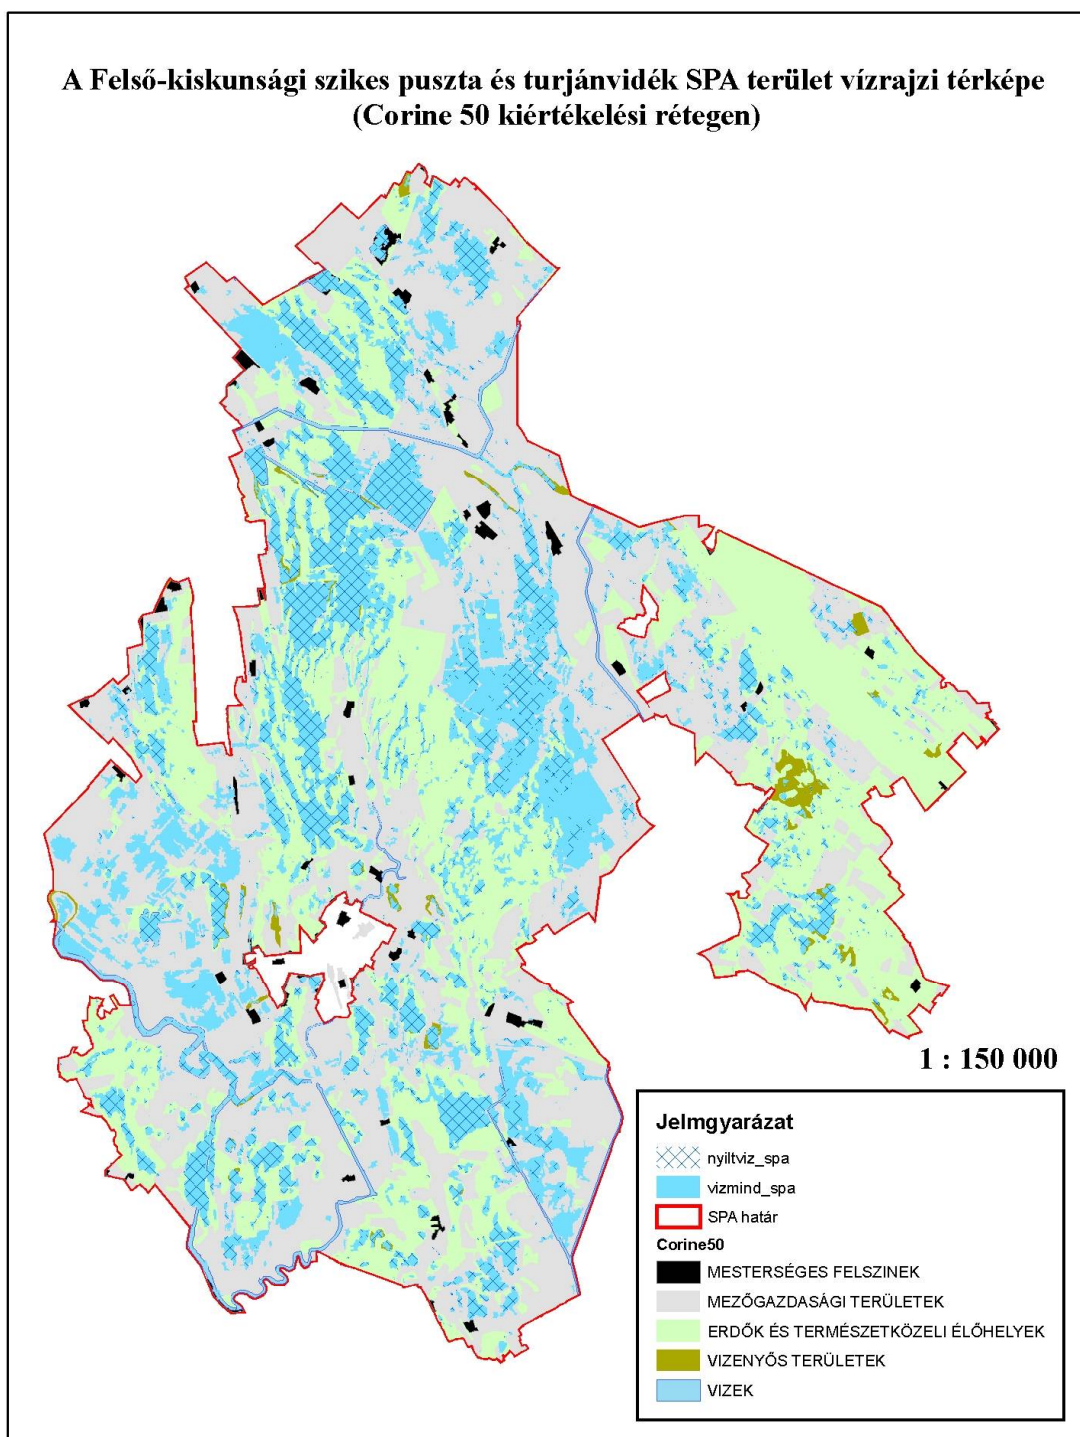 A Felső-kiskunsági szikes puszta és turjánvidék SPA terület vízrajzi térképe
(Corine 50 kiértékelési rétegen)
1 : 150 000
Jelmgyarázat
nyiltviz_spa
vizmind_spa
SPA határ
Corine50
MESTERSÉGES FELSZINEK
MEZŐGAZDASÁGI TERÜLETEK
ERDŐK ÉS TERMÉSZETKÖZELI ÉLŐHELYEK
VIZENYŐS TERÜLETEK
VIZEK